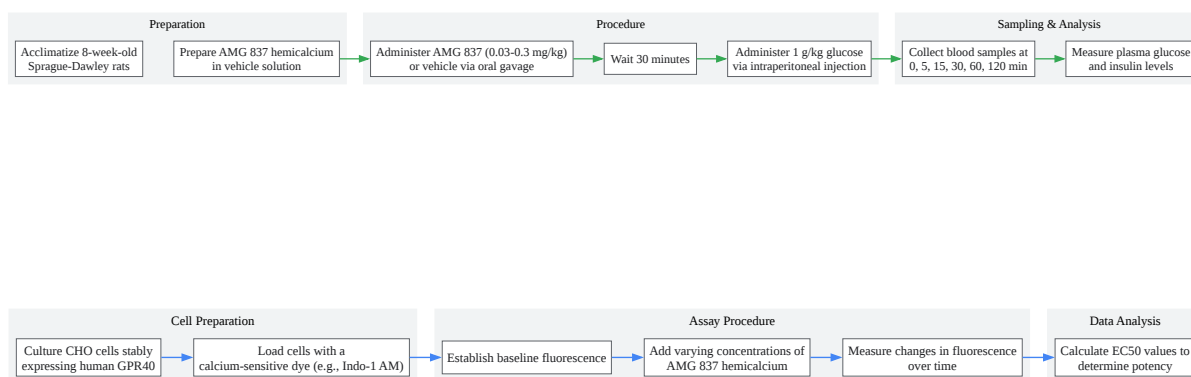 Preparation
Acclimatize 8-week-old
Sprague-Dawley rats
Prepare AMG 837 hemicalcium
in vehicle solution
Procedure
Administer AMG 837 (0.03-0.3 mg/kg)
or vehicle via oral gavage
Wait 30 minutes
Administer 1 g/kg glucose
via intraperitoneal injection
Sampling & Analysis
Collect blood samples at
0, 5, 15, 30, 60, 120 min
Measure plasma glucose
and insulin levels
Cell Preparation
Culture CHO cells stably
expressing human GPR40
Load cells with a
calcium-sensitive dye (e.g., Indo-1 AM)
Assay Procedure
Establish baseline fluorescence
Add varying concentrations of
AMG 837 hemicalcium
Measure changes in fluorescence
over time
Data Analysis
Calculate EC50 values to
determine potency